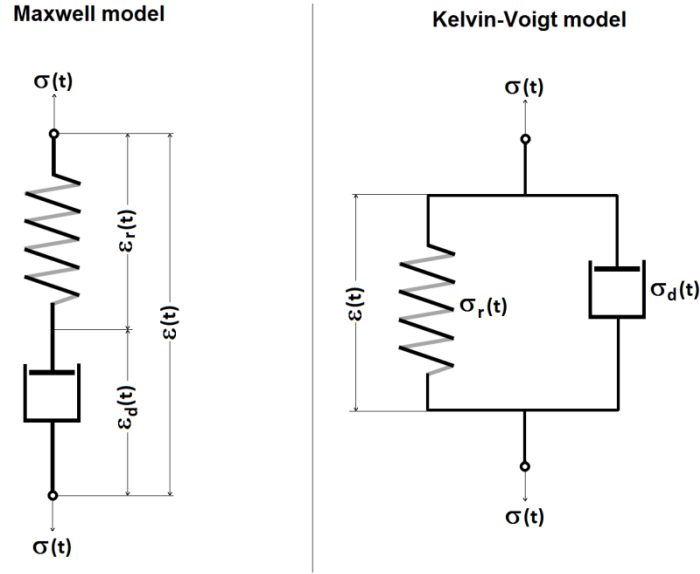 Maxwell model
σ(t)
εr(t)
ε(t)
εd(t)
σ(t)
Kelvin-Voigt model
σ(t)
ε(t)
σr(t)
σd(t)
σ(t)